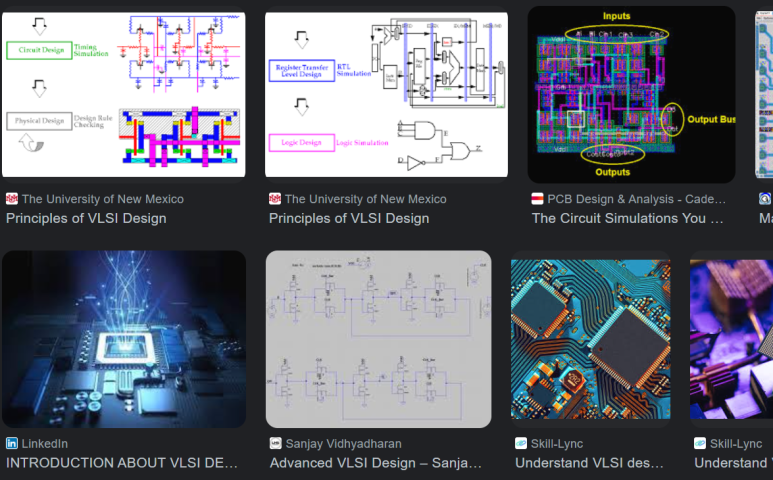 Circuit Design
Timing
Simulation
Physical Design
Design Rule
Checking
Register Transfer
Level Design
RTL
Simulation
Logic Design
Logic Simulation
Inputs
Output Bus
Outputs
The University of New Mexico
Principles of VLSI Design
The University of New Mexico
Principles of VLSI Design
PCB Design & Analysis - Cade...
The Circuit Simulations You ...
Ma
LinkedIn
INTRODUCTION ABOUT VLSI DE...
Sanjay Vidhyadharan
Advanced VLSI Design – Sanja...
Skill-Lync
Understand VLSI des...
Skill-Lync
Understand